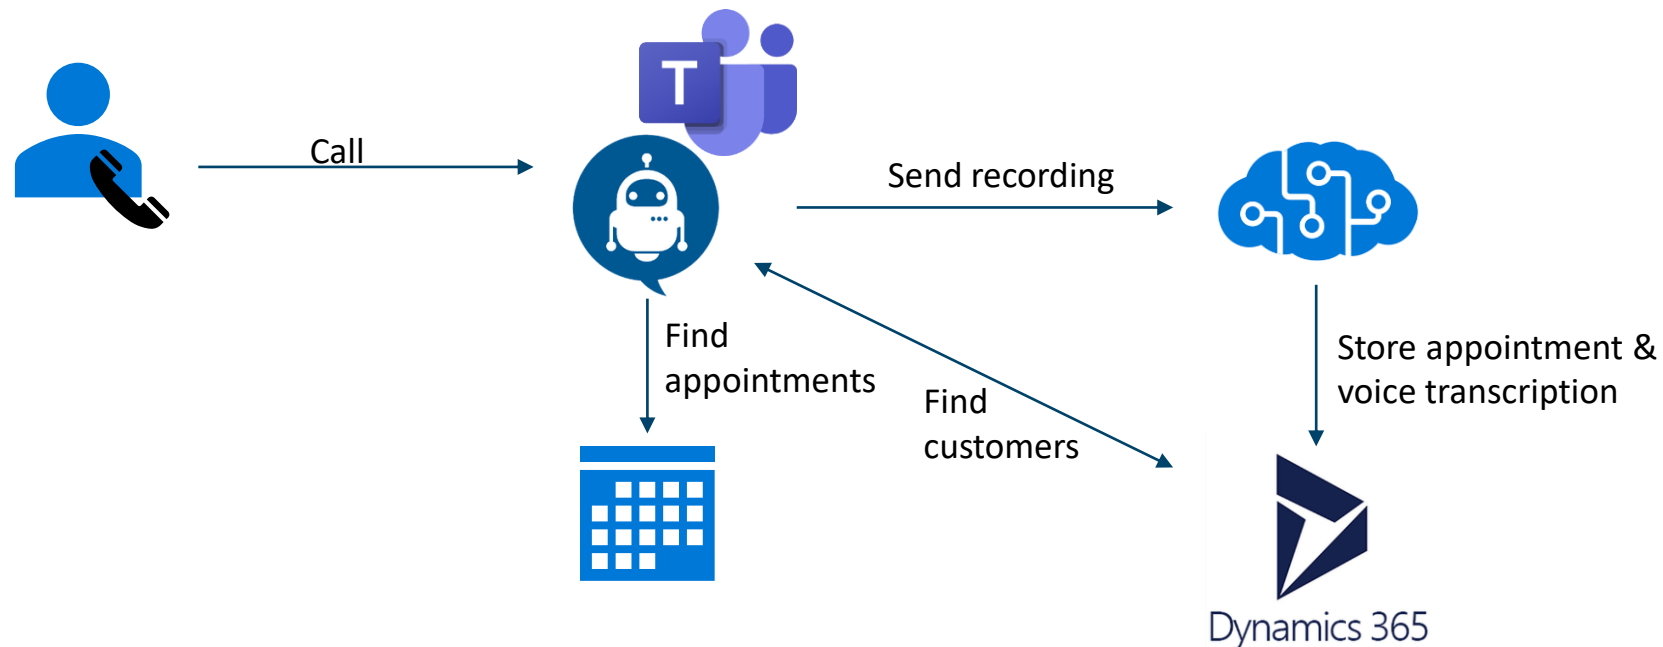 T
Call
Send recording
Find
appointments
Store appointment &
voice transcription
Find
customers
Dynamics 365